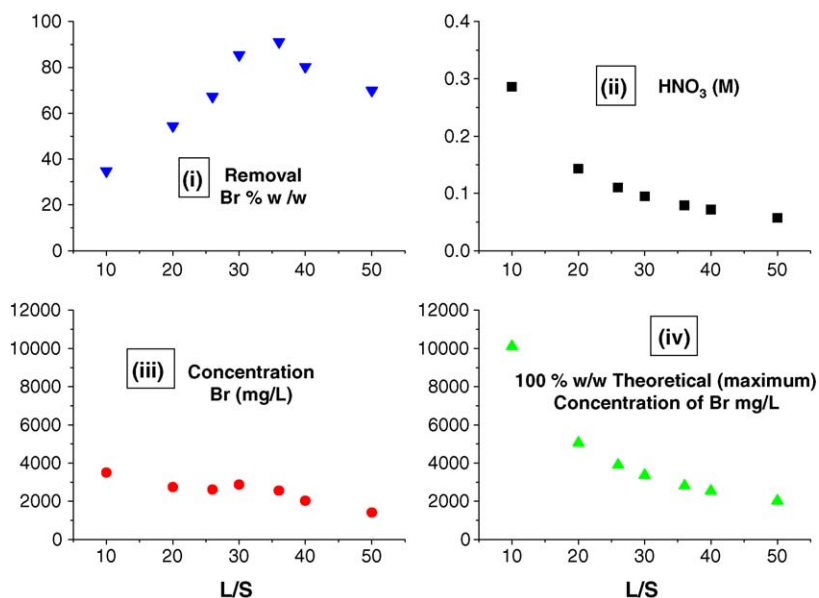 100
80
60
40
20
0
(i) Removal
Br % w /w
10 20 30 40 50
0.4
0.3
0.2
0.1
0.0
(ii) HNO₃ (M)
10 20 30 40 50
12000
10000
8000
6000
4000
2000
0
(iii) Concentration
Br (mg/L)
10 20 30 40 50
L/S
12000
10000
8000
6000
4000
2000
0
(iv)
100 % w/w Theoretical (maximum)
Concentration of Br mg/L
10 20 30 40 50
L/S